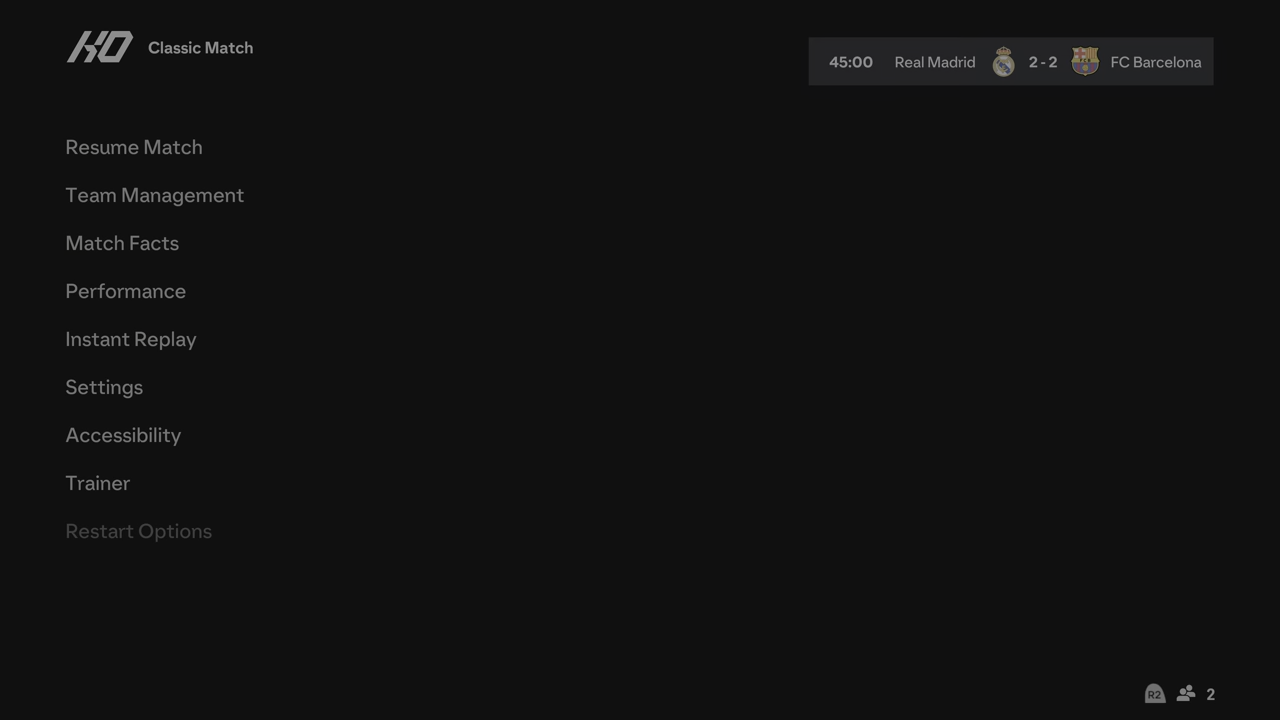 KO Classic Match
45:00 Real Madrid 2 - 2 FCB FC Barcelona
Resume Match
Team Management
Match Facts
Performance
Instant Replay
Settings
Accessibility
Trainer
Restart Options
R2 2